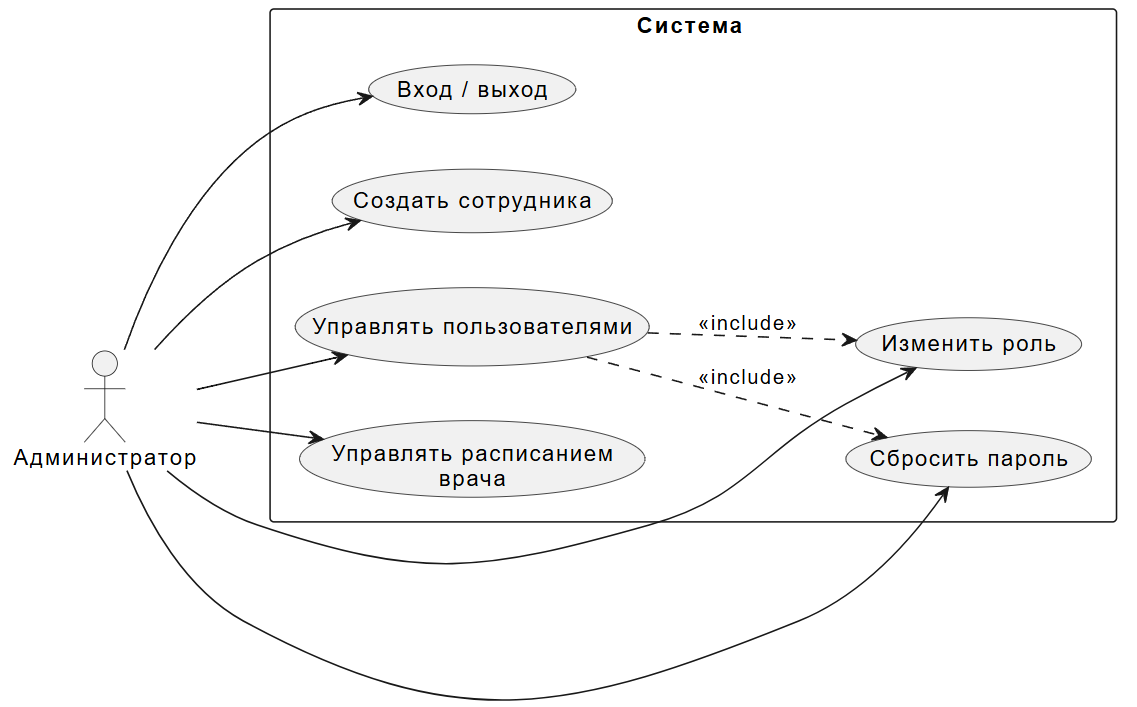 Система
Вход / выход
Создать сотрудника
Управлять пользователями
«include»
Изменить роль
«include»
Управлять расписанием
врача
Сбросить пароль
Администратор